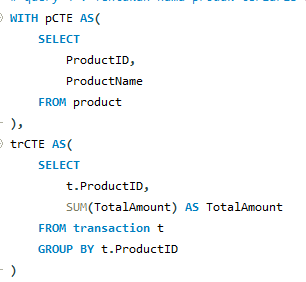 WITH pCTE AS(
SELECT
ProductID,
ProductName
FROM product
),
trCTE AS(
SELECT
t.ProductID,
SUM(TotalAmount) AS TotalAmount
FROM transaction t
GROUP BY t.ProductID
)